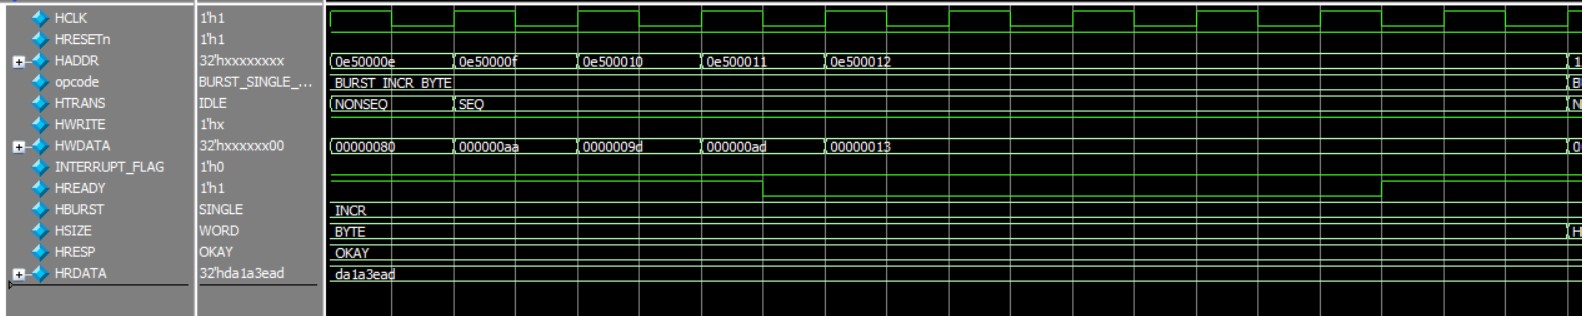 HCLK 1'h1
HRESETn 1'h1
HADDR 32'hxxxxxxxx 0e50000e 0e50000f 0e500010 0e500011 0e500012 1
opcode BURST_SINGLE_... BURST_INCR_BYTE B
HTRANS IDLE NONSEQ SEQ N
HWRITE 1'hx
HWDATA 32'hxxxxxx00 00000080 000000aa 0000009d 000000ad 00000013 0
INTERRUPT_FLAG 1'h0
HREADY 1'h1
HBURST SINGLE INCR
HSIZE WORD BYTE H
HRESP OKAY OKAY
HRDATA 32'hda1a3ead da1a3ead